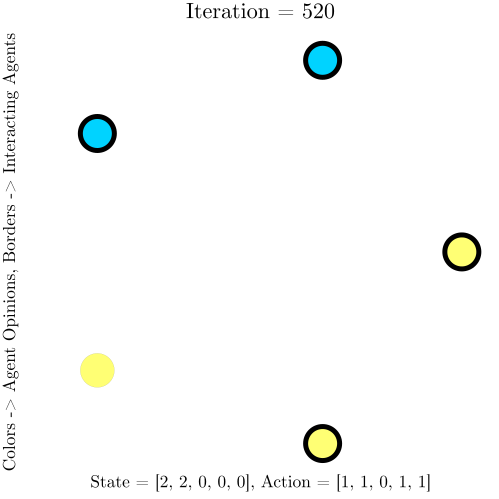 Iteration = 520
Colors -> Agent Opinions, Borders -> Interacting Agents
State = [2, 2, 0, 0, 0], Action = [1, 1, 0, 1, 1]